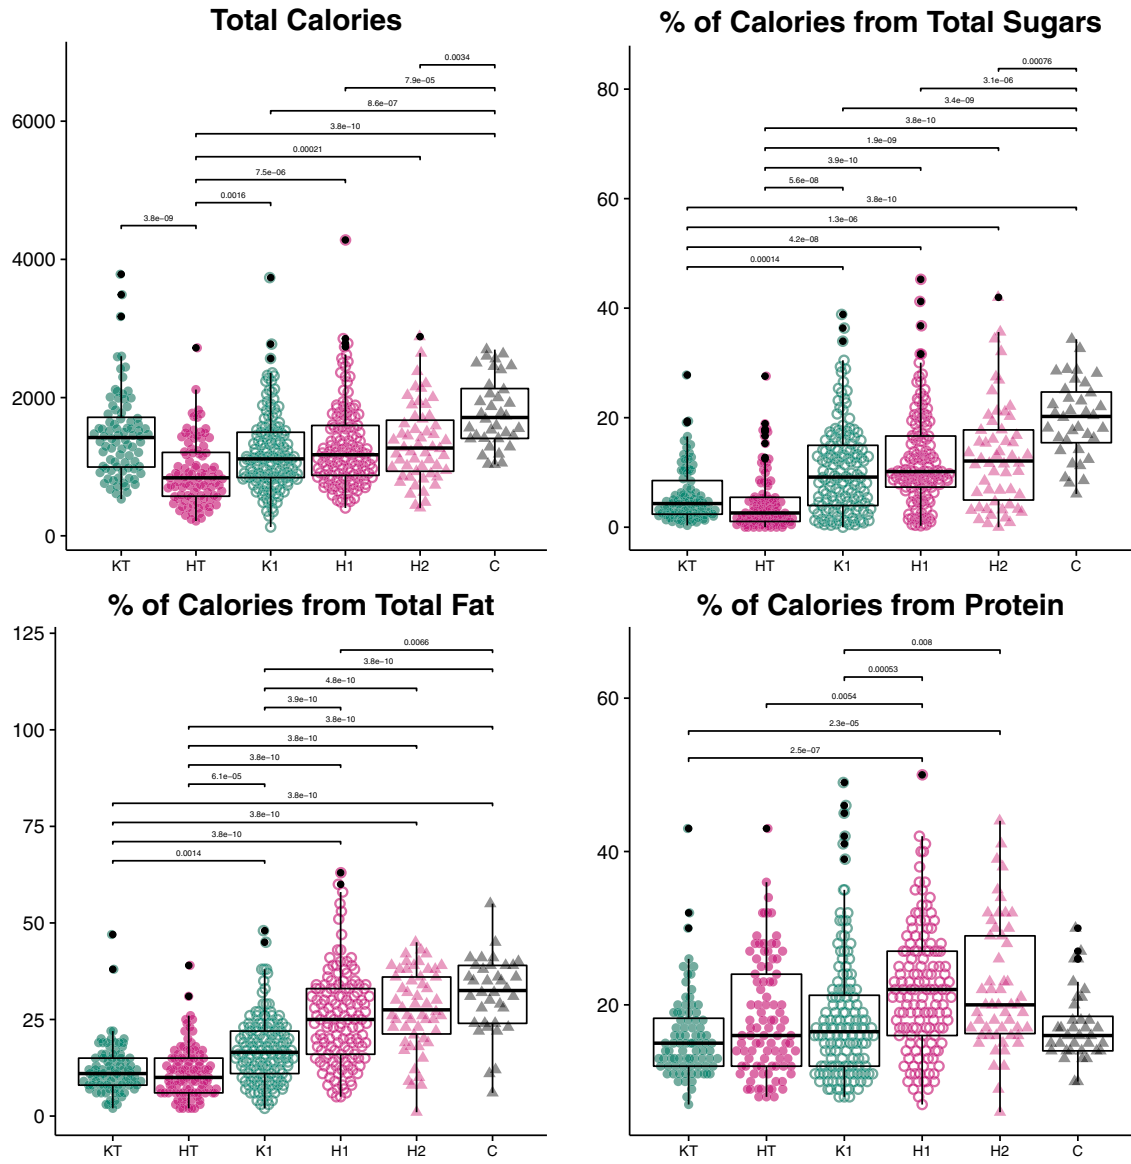 Total Calories
6000
4000
2000
0
0.0034
7.9e−05
8.6e−07
3.8e−10
0.00021
7.5e−06
0.0016
3.8e−09
KT HT K1 H1 H2 C
% of Calories from Total Sugars
80
60
40
20
0
0.00076
3.1e−06
3.4e−09
3.8e−10
1.9e−09
3.9e−10
5.6e−08
3.8e−10
1.3e−06
4.2e−08
0.00014
KT HT K1 H1 H2 C
% of Calories from Total Fat
125
100
75
50
25
0
0.0066
3.8e−10
4.8e−10
3.9e−10
3.8e−10
3.8e−10
3.8e−10
6.1e−05
3.8e−10
3.8e−10
3.8e−10
0.0014
KT HT K1 H1 H2 C
% of Calories from Protein
60
40
20
0.008
0.00053
0.0054
2.3e−05
2.5e−07
KT HT K1 H1 H2 C